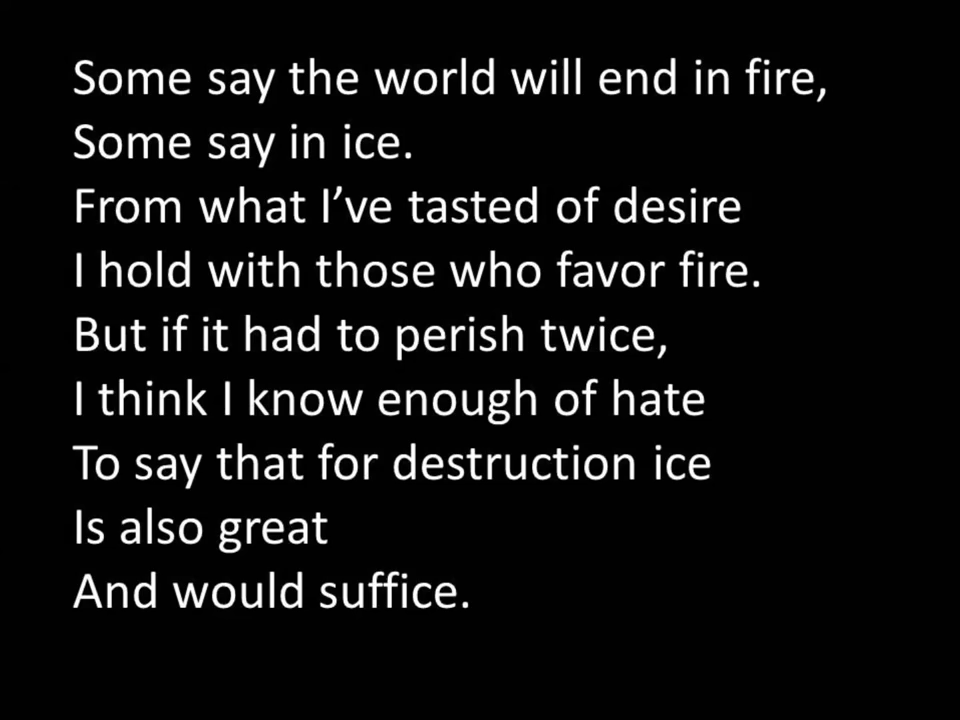 Some say the world will end in fire,
Some say in ice.
From what I’ve tasted of desire
I hold with those who favor fire.
But if it had to perish twice,
I think I know enough of hate
To say that for destruction ice
Is also great
And would suffice.